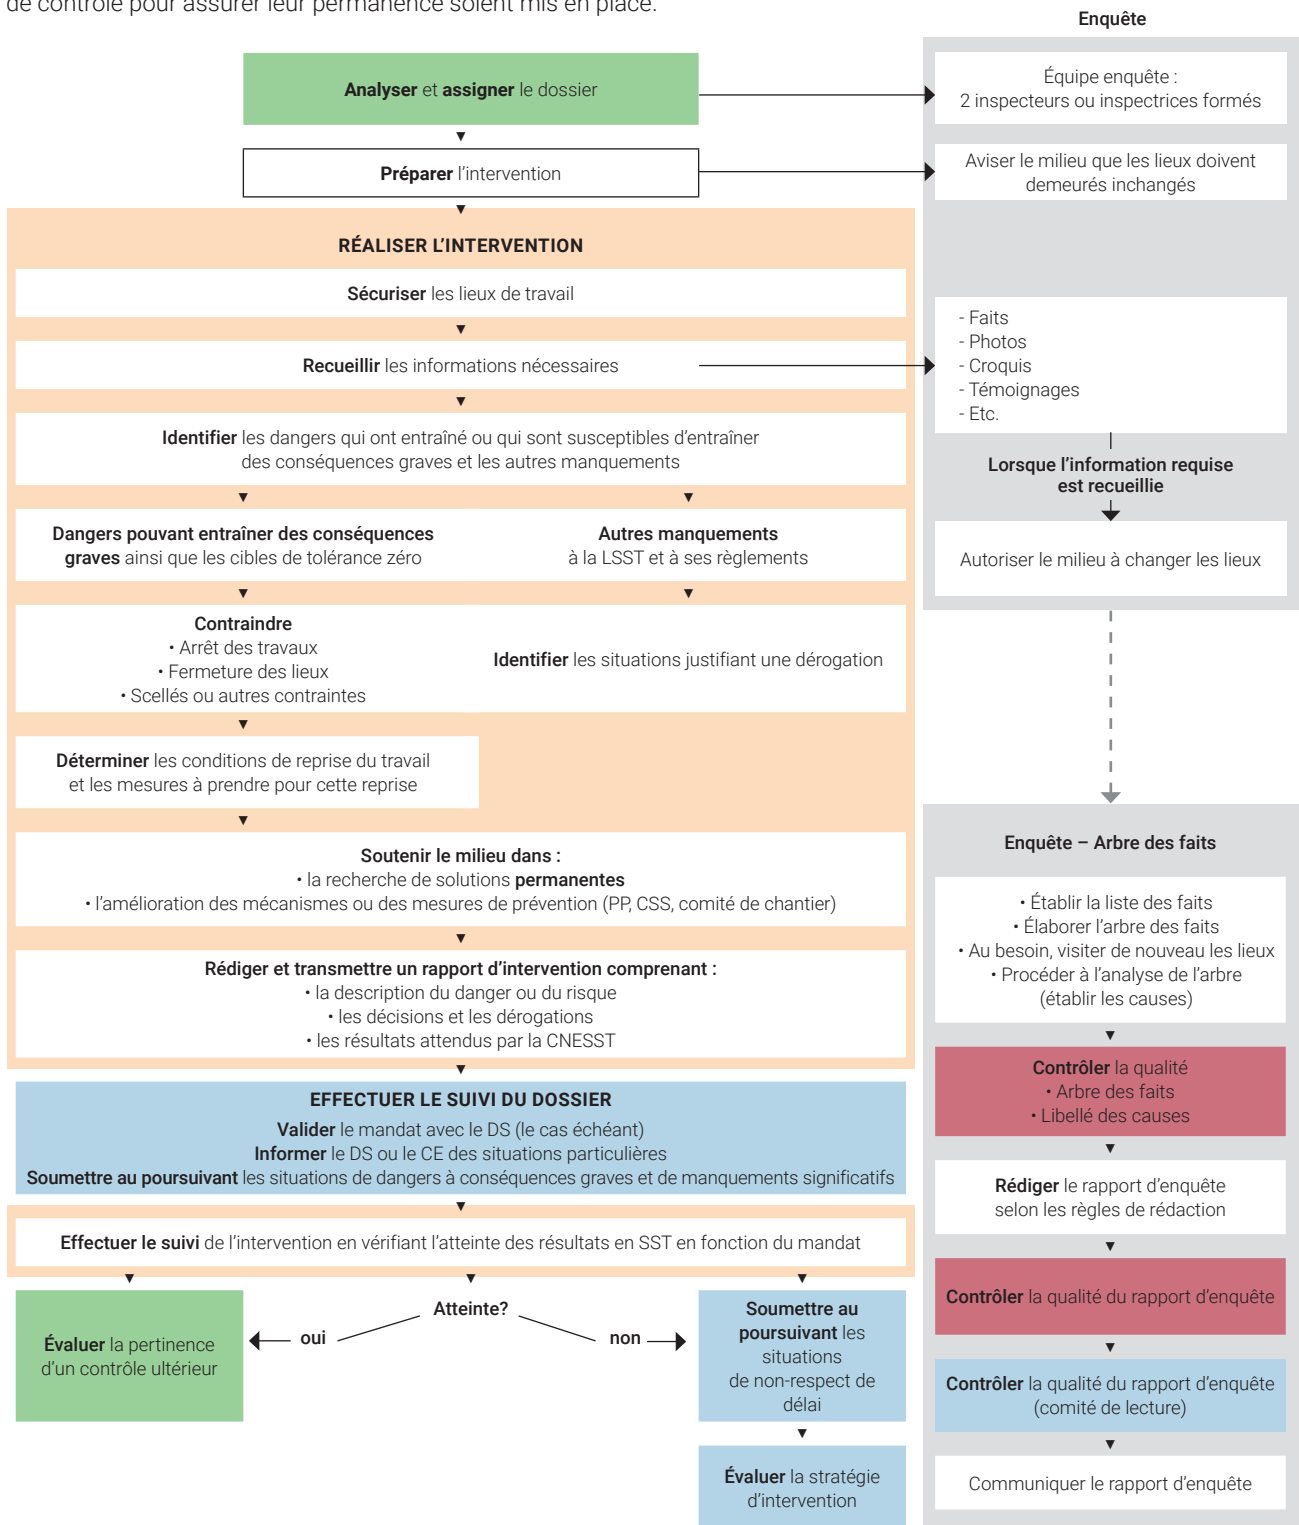 de contrôle pour assurer leur permanence soient mis en place.
Analyser et assigner le dossier
Préparer l'intervention
RÉALISER L'INTERVENTION
Sécuriser les lieux de travail
Recueillir les informations nécessaires
Identifier les dangers qui ont entraîné ou qui sont susceptibles d'entraîner
des conséquences graves et les autres manquements
Dangers pouvant entraîner des conséquences
graves ainsi que les cibles de tolérance zéro
Autres manquements
à la LSST et à ses règlements
Contraindre
• Arrêt des travaux
• Fermeture des lieux
• Scellés ou autres contraintes
Identifier les situations justifiant une dérogation
Déterminer les conditions de reprise du travail
et les mesures à prendre pour cette reprise
Soutenir le milieu dans :
• la recherche de solutions permanentes
• l'amélioration des mécanismes ou des mesures de prévention (PP, CSS, comité de chantier)
Rédiger et transmettre un rapport d'intervention comprenant :
• la description du danger ou du risque
• les décisions et les dérogations
• les résultats attendus par la CNESST
EFFECTUER LE SUIVI DU DOSSIER
Valider le mandat avec le DS (le cas échéant)
Informer le DS ou le CE des situations particulières
Soumettre au poursuivant les situations de dangers à conséquences graves et de manquements significatifs
Effectuer le suivi de l'intervention en vérifiant l'atteinte des résultats en SST en fonction du mandat
Atteinte?
oui
non
Évaluer la pertinence
d'un contrôle ultérieur
Soumettre au
poursuivant les
situations
de non-respect de
délai
Évaluer la stratégie
d'intervention
Enquête
Équipe enquête :
2 inspecteurs ou inspectrices formés
Aviser le milieu que les lieux doivent
demeurés inchangés
- Faits
- Photos
- Croquis
- Témoignages
- Etc.
Lorsque l'information requise
est recueillie
Autoriser le milieu à changer les lieux
Enquête – Arbre des faits
• Établir la liste des faits
• Élaborer l'arbre des faits
• Au besoin, visiter de nouveau les lieux
• Procéder à l'analyse de l'arbre
(établir les causes)
Contrôler la qualité
• Arbre des faits
• Libellé des causes
Rédiger le rapport d'enquête
selon les règles de rédaction
Contrôler la qualité du rapport d'enquête
Contrôler la qualité du rapport d'enquête
(comité de lecture)
Communiquer le rapport d'enquête